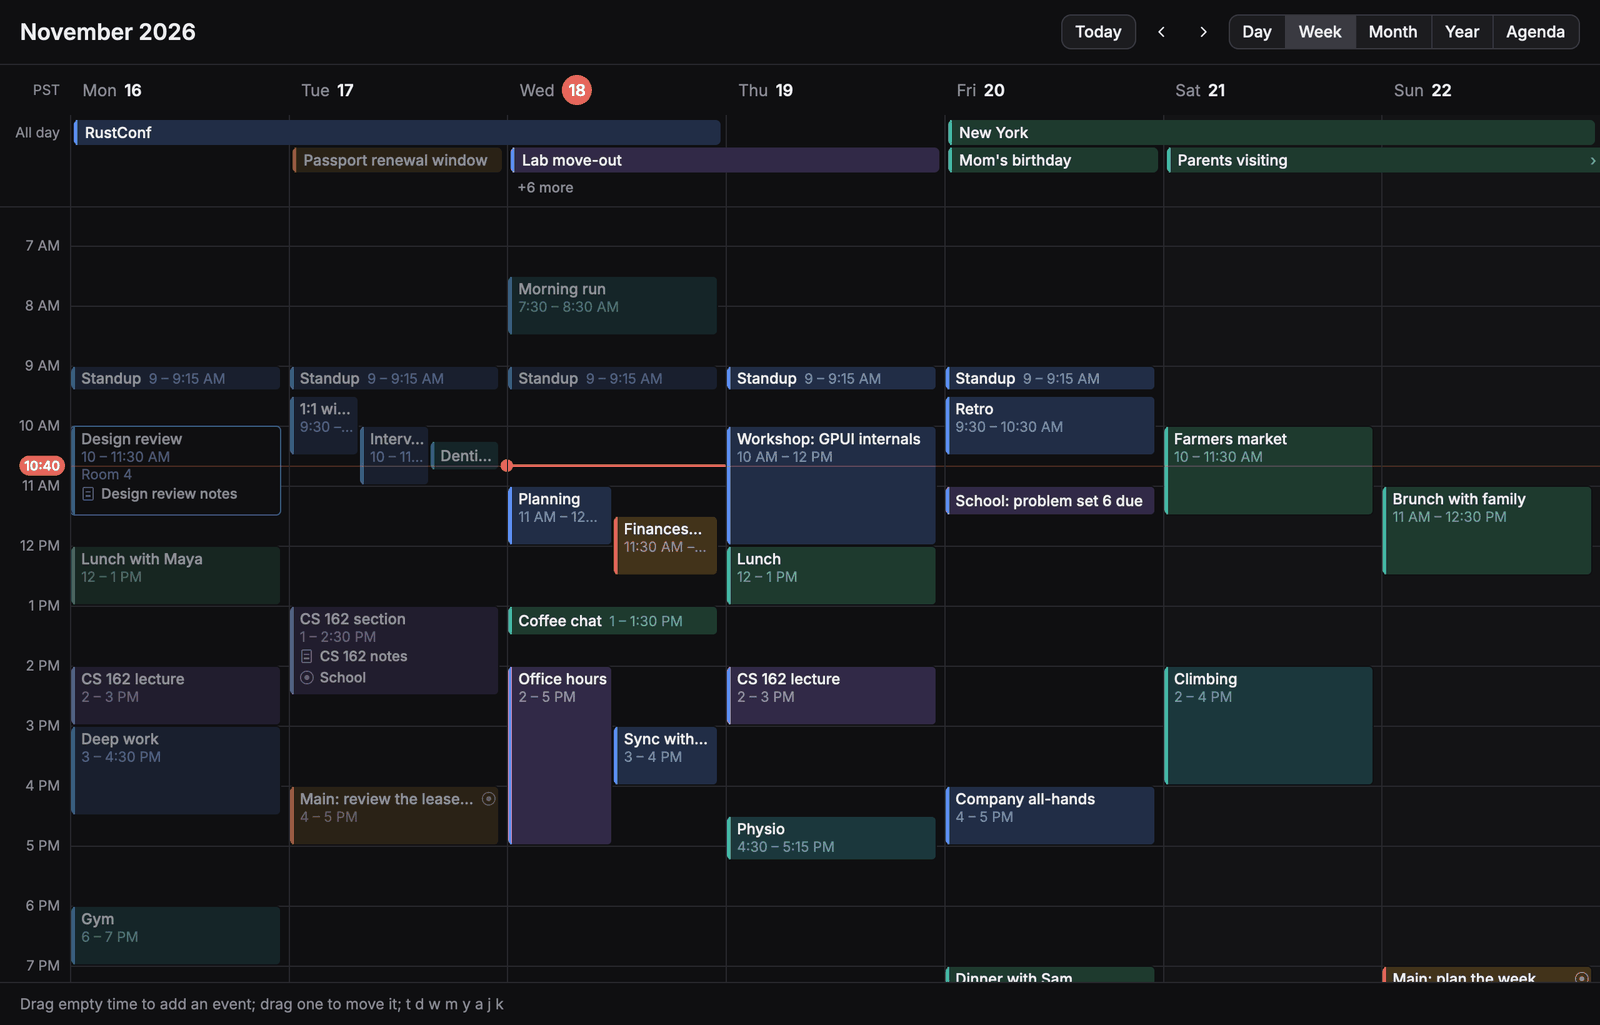 November 2026
Today
Day
Week
Month
Year
Agenda
PST
Mon 16
Tue 17
Wed 18
Thu 19
Fri 20
Sat 21
Sun 22
All day
RustConf
New York
Passport renewal window
Lab move-out
Mom's birthday
Parents visiting
+6 more
7 AM
8 AM
9 AM
10 AM
10:40
11 AM
12 PM
1 PM
2 PM
3 PM
4 PM
5 PM
6 PM
7 PM
Standup 9 – 9:15 AM
Design review
10 – 11:30 AM
Room 4
Design review notes
Lunch with Maya
12 – 1 PM
CS 162 lecture
2 – 3 PM
Deep work
3 – 4:30 PM
Gym
6 – 7 PM
Standup 9 – 9:15 AM
1:1 wi...
9:30 –...
Interv...
10 – 11...
Denti...
CS 162 section
1 – 2:30 PM
CS 162 notes
School
Main: review the lease...
4 – 5 PM
Morning run
7:30 – 8:30 AM
Standup 9 – 9:15 AM
Planning
11 AM – 12...
Finances...
11:30 AM –...
Coffee chat 1 – 1:30 PM
Office hours
2 – 5 PM
Sync with...
3 – 4 PM
Standup 9 – 9:15 AM
Workshop: GPUI internals
10 AM – 12 PM
Lunch
12 – 1 PM
CS 162 lecture
2 – 3 PM
Physio
4:30 – 5:15 PM
Standup 9 – 9:15 AM
Retro
9:30 – 10:30 AM
School: problem set 6 due
Company all-hands
4 – 5 PM
Dinner with Sam
Farmers market
10 – 11:30 AM
Climbing
2 – 4 PM
Brunch with family
11 AM – 12:30 PM
Main: plan the week
Drag empty time to add an event; drag one to move it; t d w m y a j k